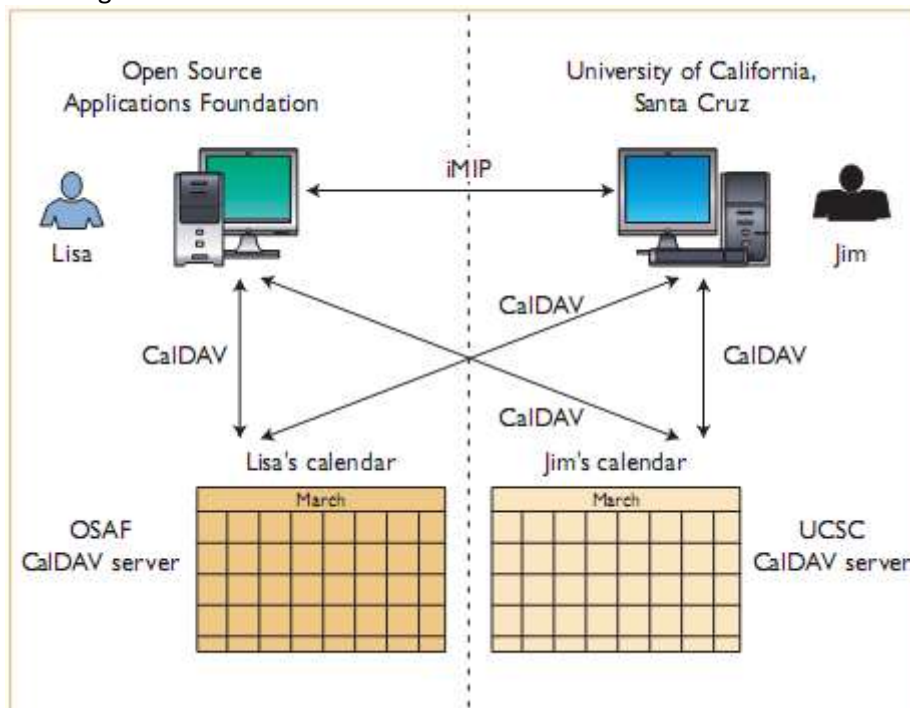 Open Source
Applications Foundation
University of California,
Santa Cruz
iMIP
Lisa
Jim
CalDAV
CalDAV
CalDAV
CalDAV
Lisa's calendar
Jim's calendar
March
March
OSAF
CalDAV server
UCSC
CalDAV server